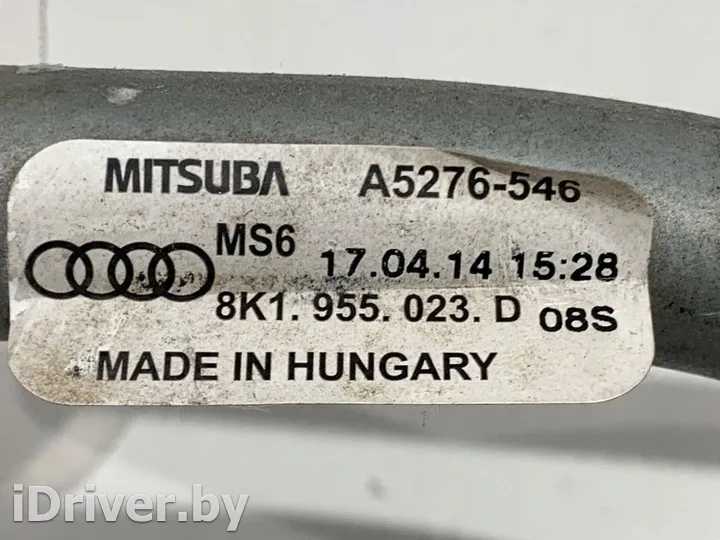 MITSUBA A5276-546
MS6 17.04.14 15:28
8K1. 955. 023. D 08S
MADE IN HUNGARY
iDriver.by